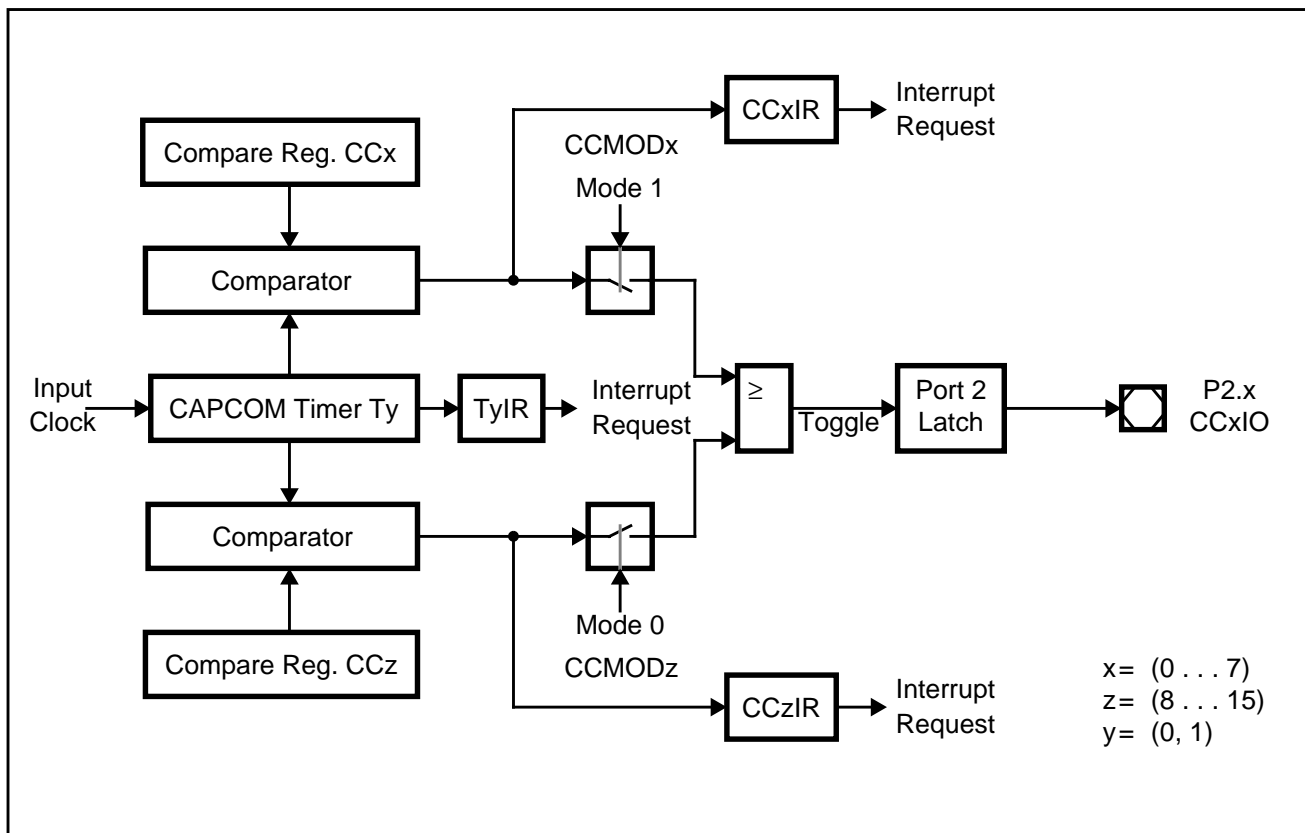 CCxIR
Interrupt
Request
Compare Reg. CCx
CCMODx
Mode 1
Comparator
Input
Clock
CAPCOM Timer Ty
TyIR
Interrupt
Request
≥
Toggle
Port 2
Latch
P2.x
CCxIO
Comparator
Mode 0
CCMODz
Compare Reg. CCz
CCzIR
Interrupt
Request
x= (0 . . . 7)
z= (8 . . . 15)
y= (0, 1)